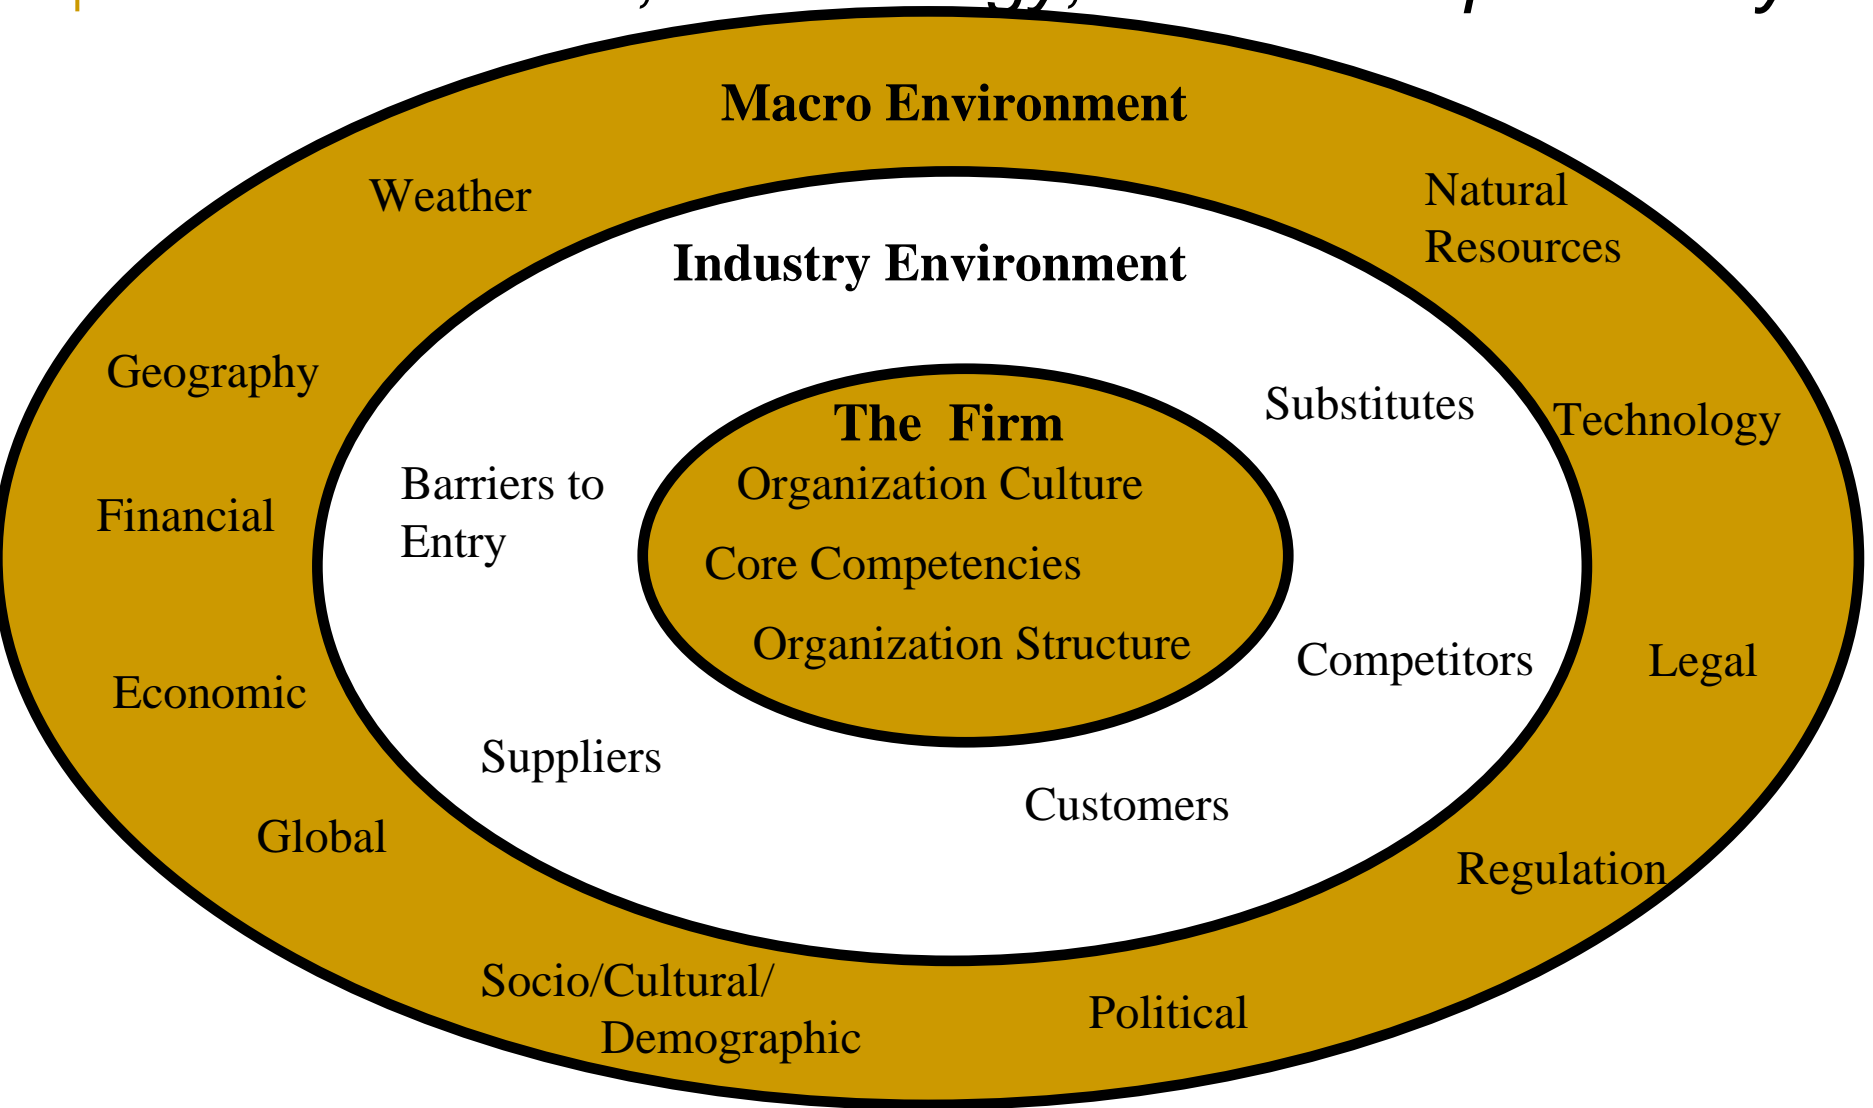 Macro Environment
Weather
Natural
Resources
Industry Environment
Geography
Substitutes
Technology
The Firm
Barriers to
Entry
Organization Culture
Financial
Core Competencies
Organization Structure
Competitors
Legal
Economic
Suppliers
Customers
Global
Regulation
Socio/Cultural/
Demographic
Political